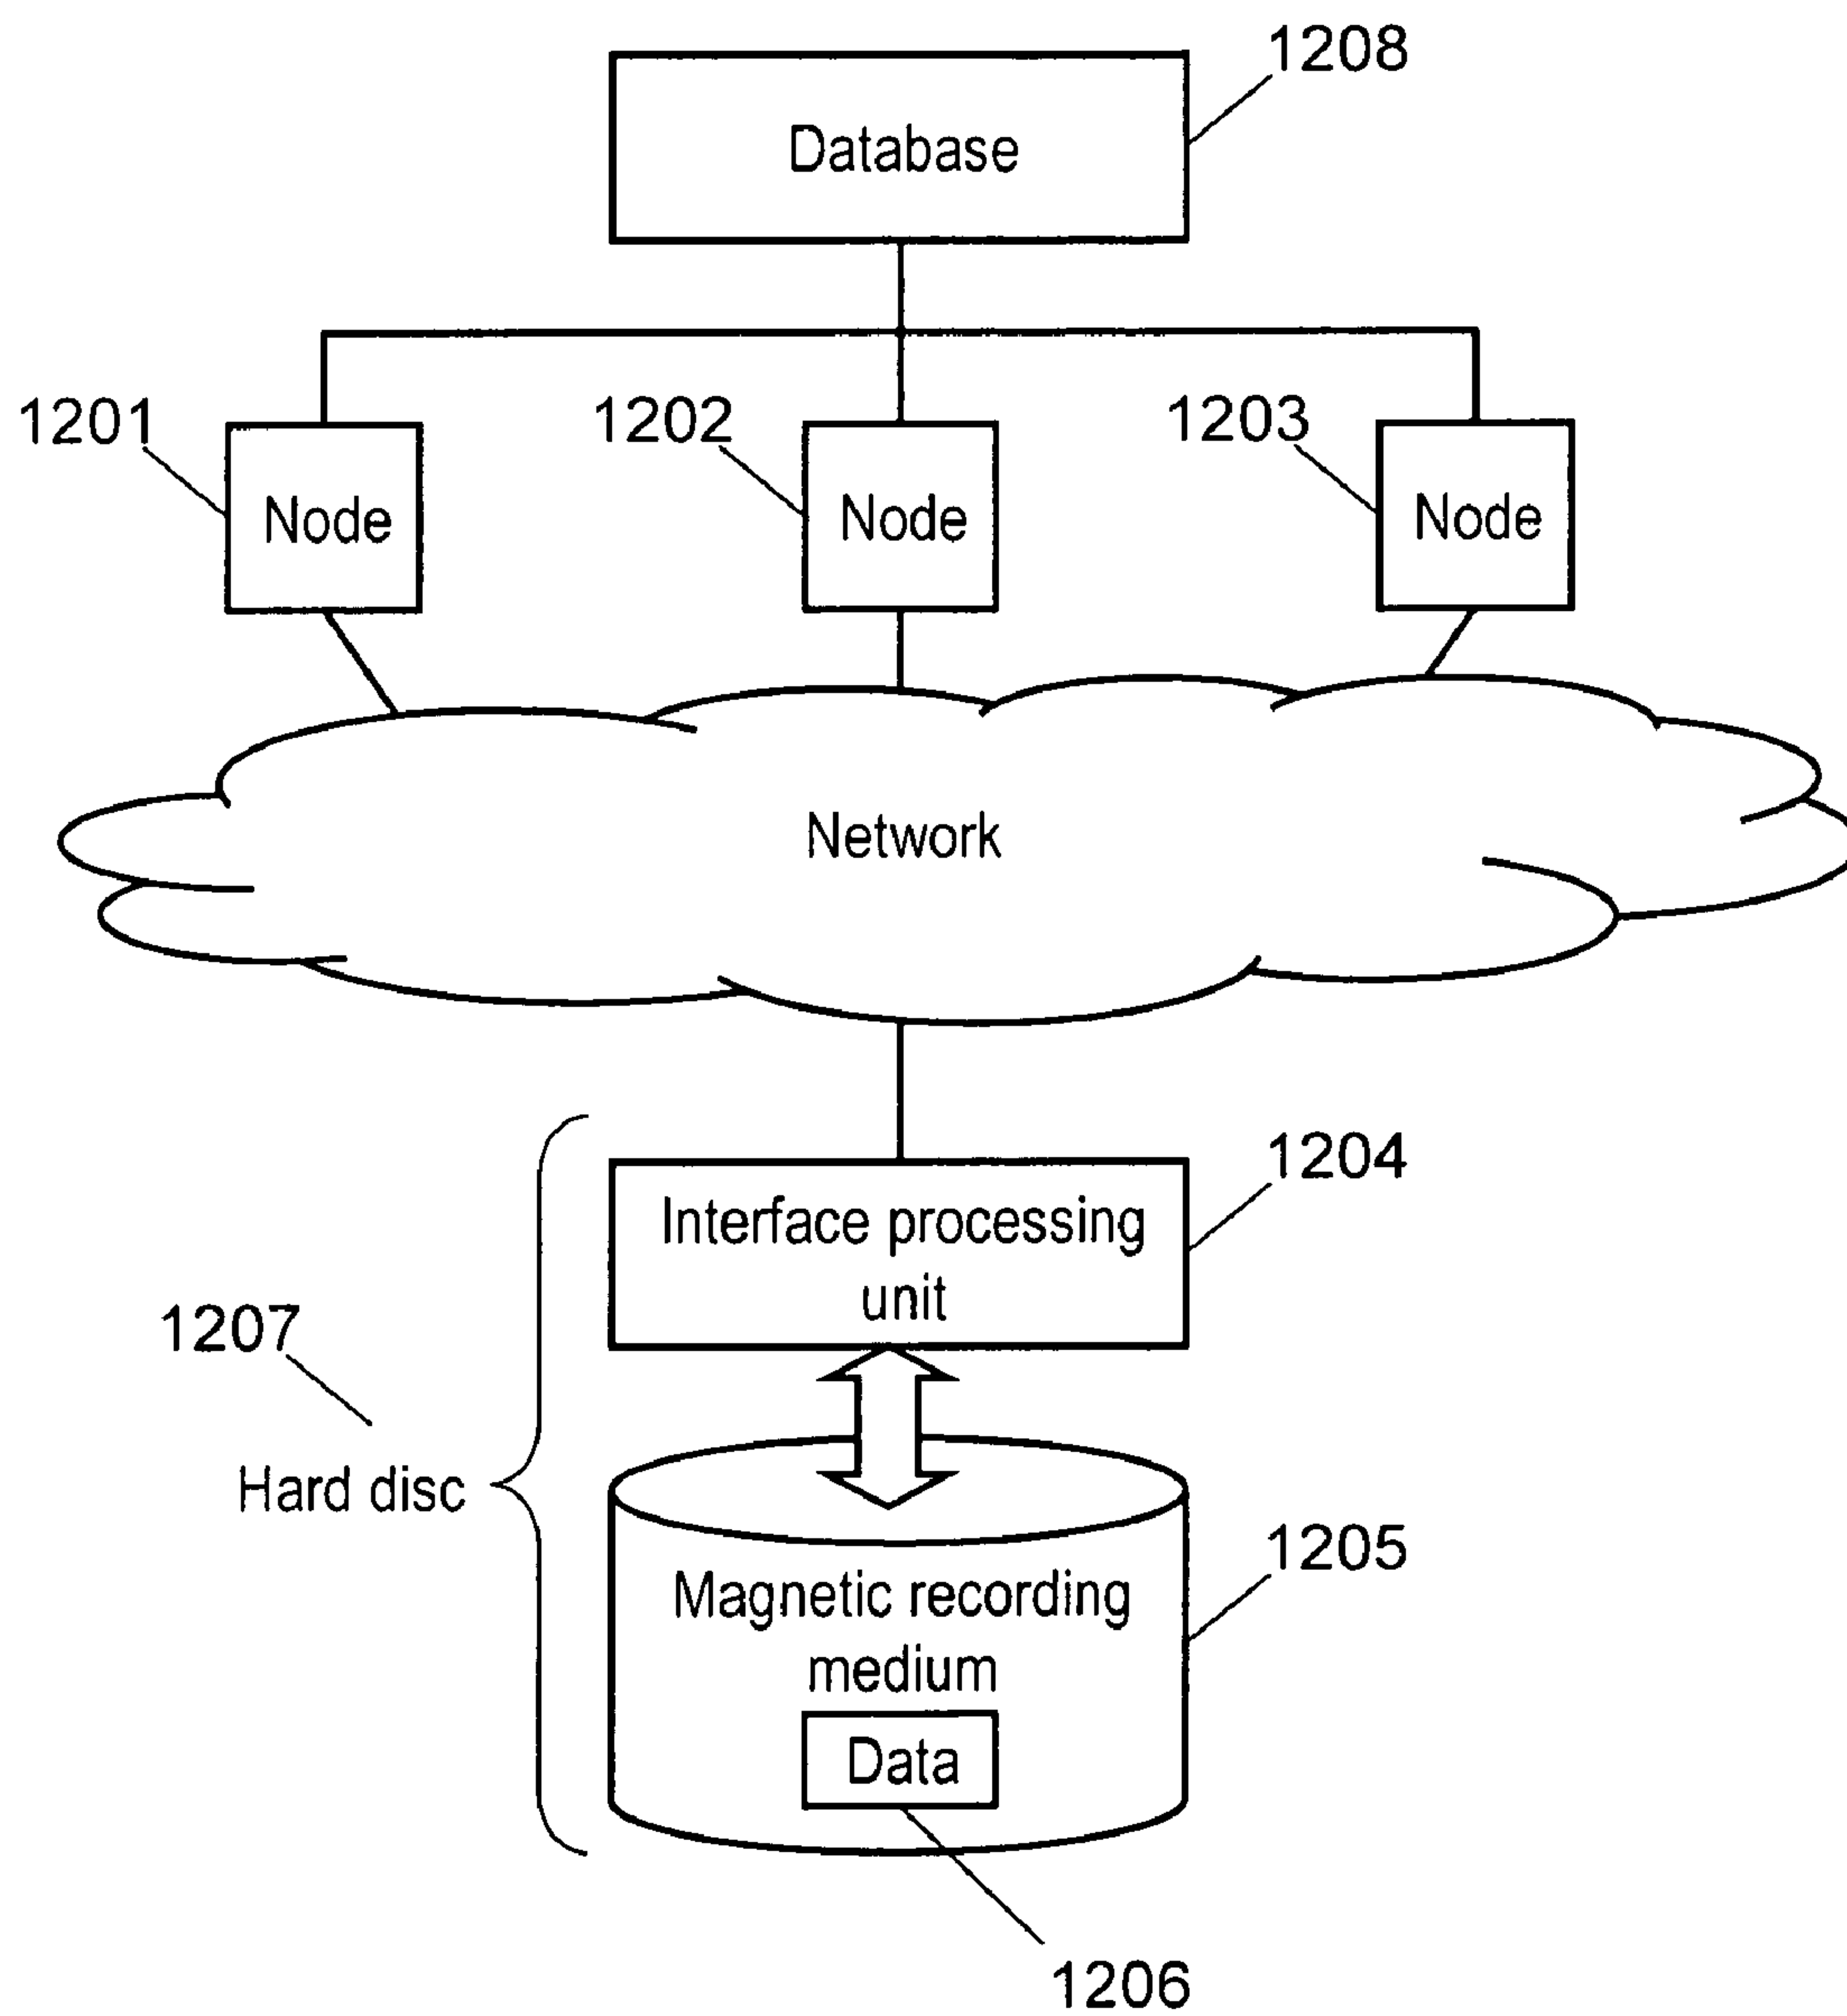 1208
Database
1201
1202
1203
Node
Node
Node
Network
1204
Interface processing
unit
1207
Hard disc
1205
Magnetic recording
medium
Data
1206